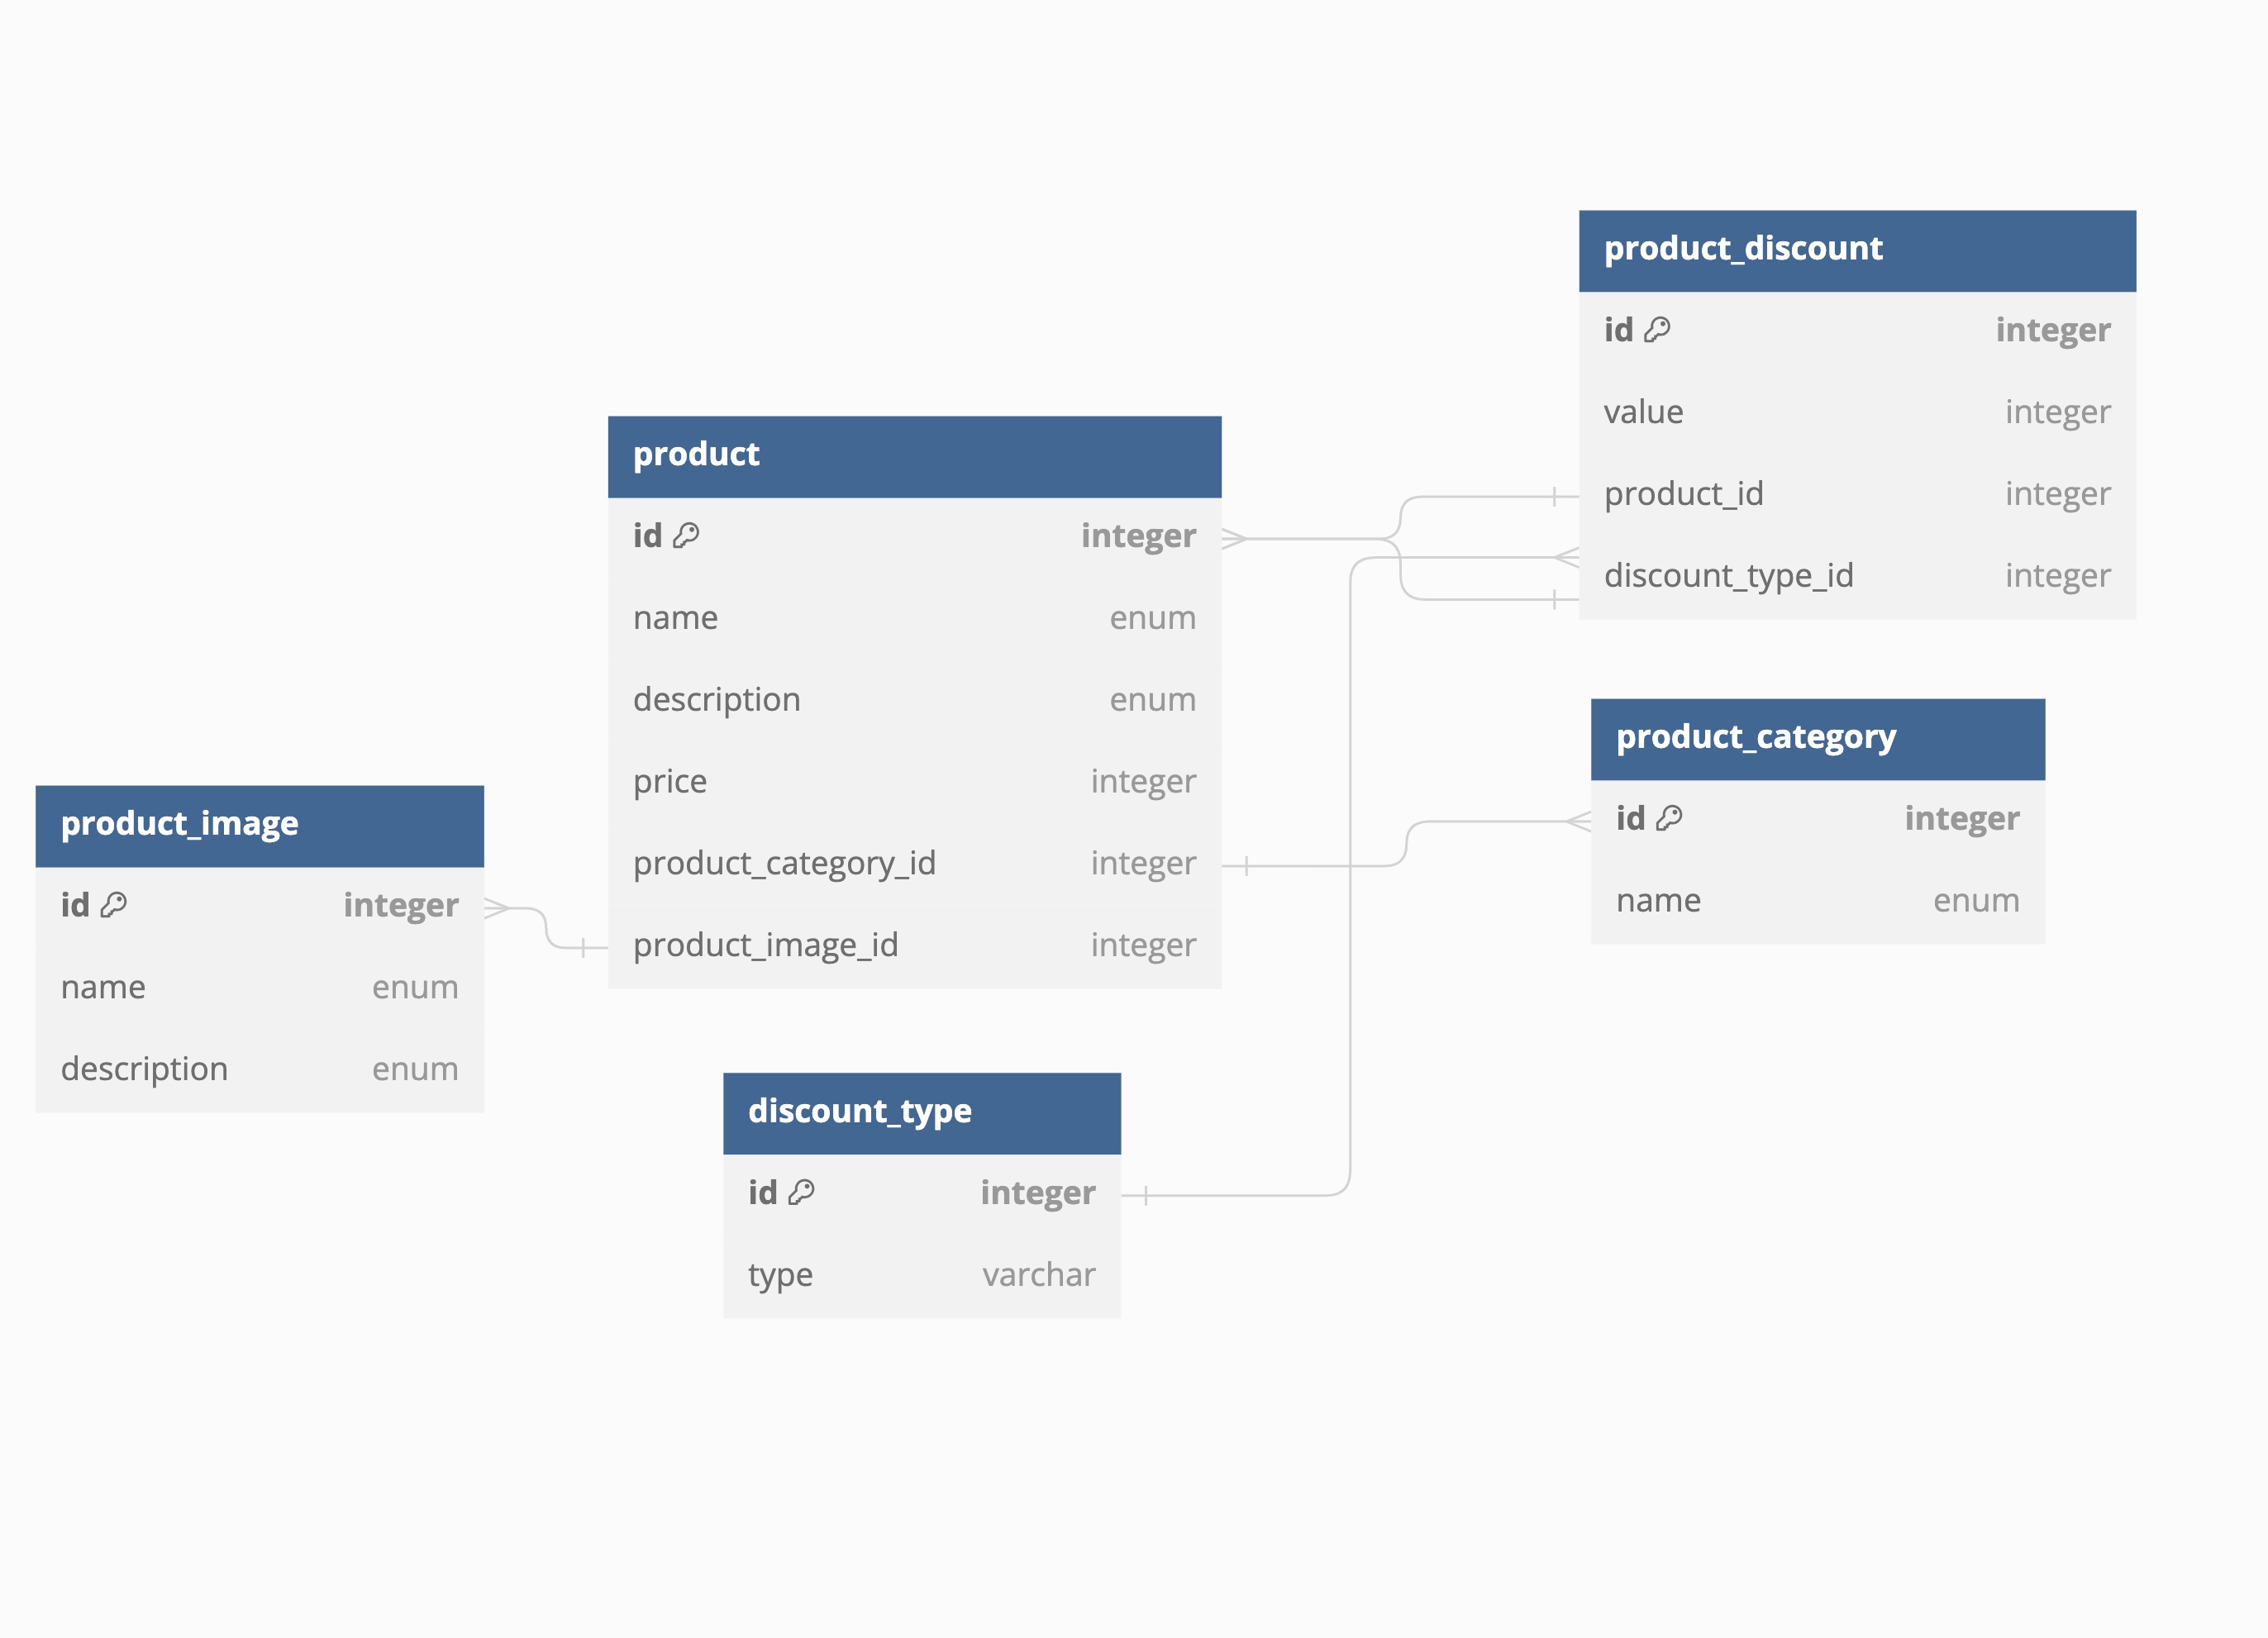 product_discount
id integer
value integer
product_id integer
discount_type_id integer
product
id integer
name enum
description enum
price integer
product_category_id integer
product_image_id integer
product_category
id integer
name enum
product_image
id integer
name enum
description enum
discount_type
id integer
type varchar